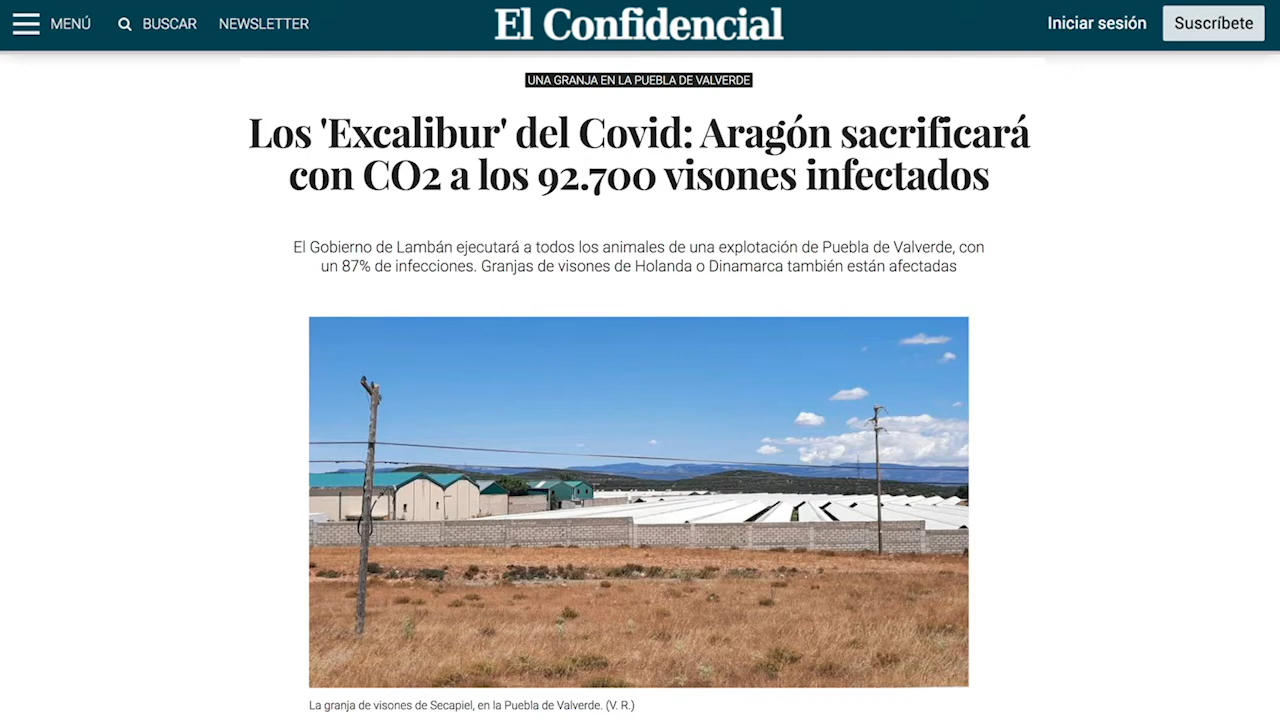 MENÚ BUSCAR NEWSLETTER El Confidencial Iniciar sesión Suscríbete
UNA GRANJA EN LA PUEBLA DE VALVERDE
Los 'Excalibur' del Covid: Aragón sacrificará
con CO2 a los 92.700 visones infectados
El Gobierno de Lambán ejecutará a todos los animales de una explotación de Puebla de Valverde, con
un 87% de infecciones. Granjas de visones de Holanda o Dinamarca también están afectadas
La granja de visones de Secapiel, en la Puebla de Valverde. (V. R.)